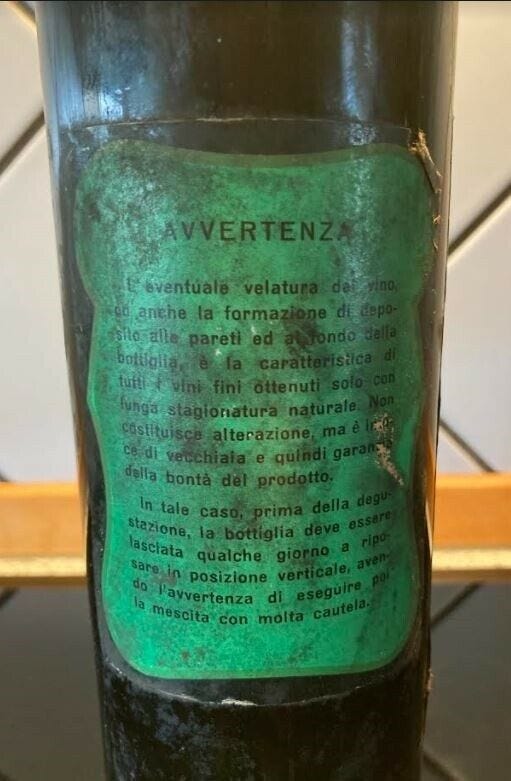 AVVERTENZA
L'eventuale velatura del vino,
ed anche la formazione di depo-
sito alle pareti ed al fondo della
bottiglia, è la caratteristica di
tutti i vini fini ottenuti solo con
lunga stagionatura naturale. Non
costituisce alterazione, ma è
ce di vecchiaia e quindi garanzia
della bontà del prodotto.
In tale caso, prima della degu-
stazione, la bottiglia deve essere
lasciata qualche giorno a ripo-
sare in posizione verticale, aven-
do l'avvertenza di eseguire poi
la mescita con molta cautela.